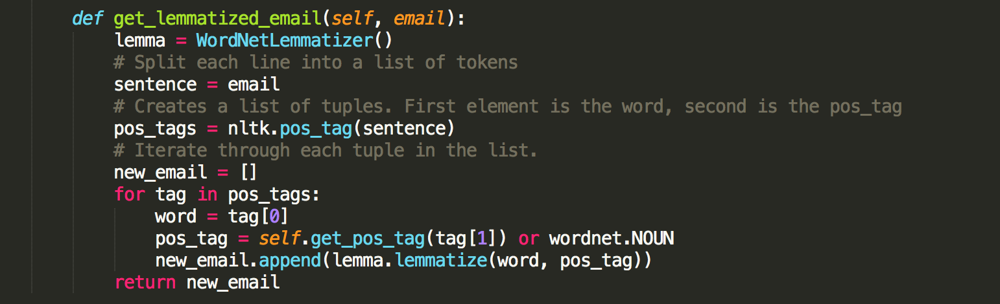 def get_lemmatized_email(self, email):
    lemma = WordNetLemmatizer()
    # Split each line into a list of tokens
    sentence = email
    # Creates a list of tuples. First element is the word, second is the pos_tag
    pos_tags = nltk.pos_tag(sentence)
    # Iterate through each tuple in the list.
    new_email = []
    for tag in pos_tags:
        word = tag[0]
        pos_tag = self.get_pos_tag(tag[1]) or wordnet.NOUN
        new_email.append(lemma.lemmatize(word, pos_tag))
    return new_email